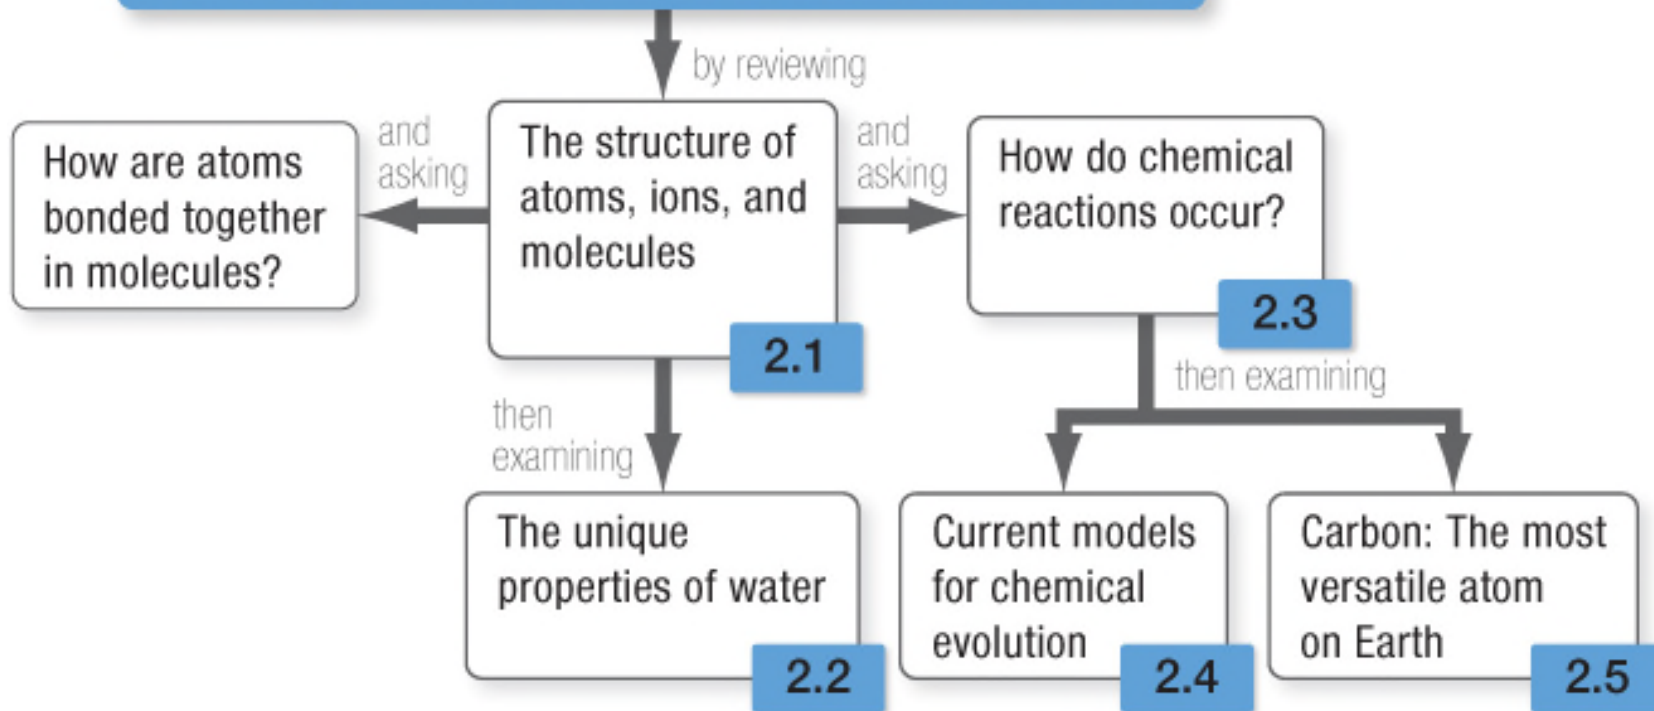 by reviewing
and
asking
How are atoms
bonded together
in molecules?
The structure of
atoms, ions, and
molecules
2.1
and
asking
How do chemical
reactions occur?
2.3
then examining
then
examining
The unique
properties of water
2.2
Current models
for chemical
evolution
2.4
Carbon: The most
versatile atom
on Earth
2.5